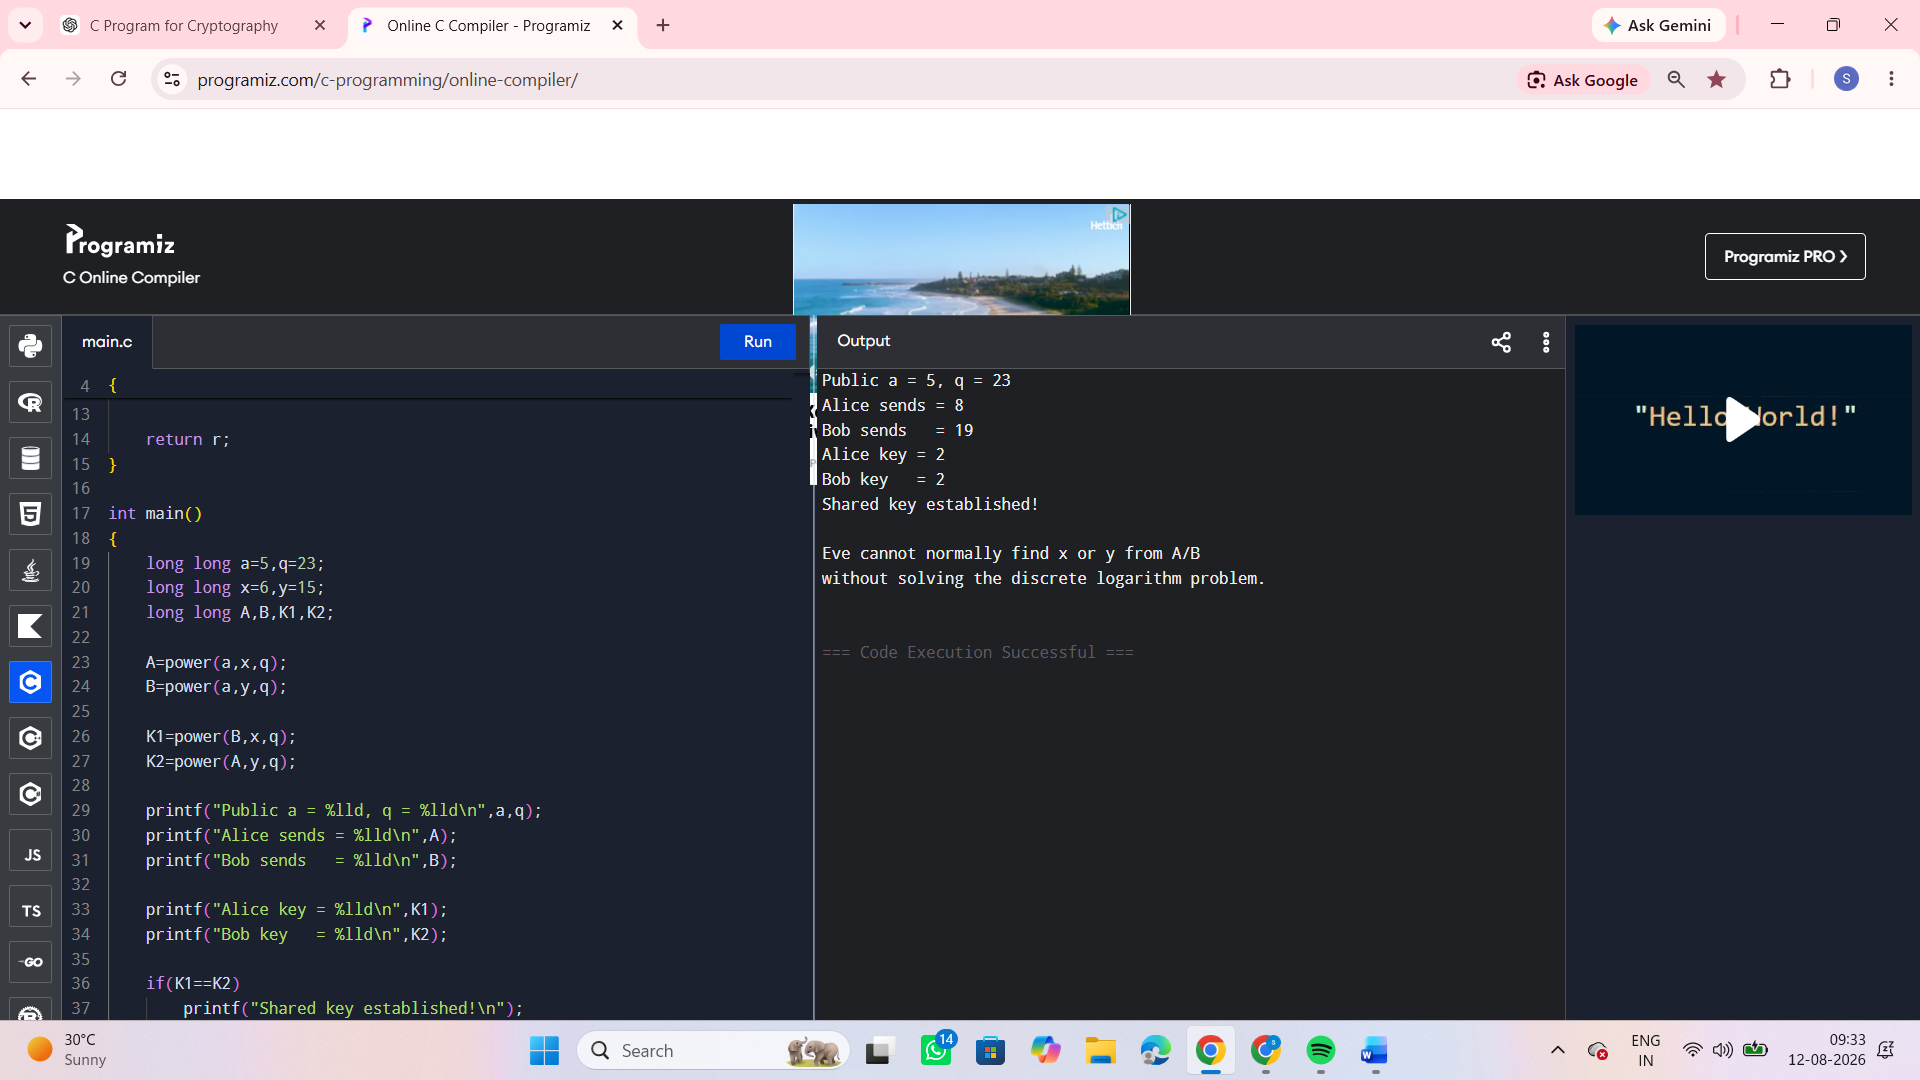 C Program for Cryptography
Online C Compiler - Programiz
Ask Gemini
programiz.com/c-programming/online-compiler/
Ask Google
S
Programiz
C Online Compiler
Hettich
Programiz PRO ❯
main.c
Run
Output
4 {
13
14 return r;
15 }
16
17 int main()
18 {
19 long long a=5,q=23;
20 long long x=6,y=15;
21 long long A,B,K1,K2;
22
23 A=power(a,x,q);
24 B=power(a,y,q);
25
26 K1=power(B,x,q);
27 K2=power(A,y,q);
28
29 printf("Public a = %lld, q = %lld\n",a,q);
30 printf("Alice sends = %lld\n",A);
31 printf("Bob sends   = %lld\n",B);
32
33 printf("Alice key = %lld\n",K1);
34 printf("Bob key   = %lld\n",K2);
35
36 if(K1==K2)
37 printf("Shared key established!\n");
Public a = 5, q = 23
Alice sends = 8
Bob sends   = 19
Alice key = 2
Bob key   = 2
Shared key established!
Eve cannot normally find x or y from A/B
without solving the discrete logarithm problem.
=== Code Execution Successful ===
"Hello World!"
JS
TS
GO
30°C
Sunny
Search
14
ENG
IN
09:33
12-08-2026